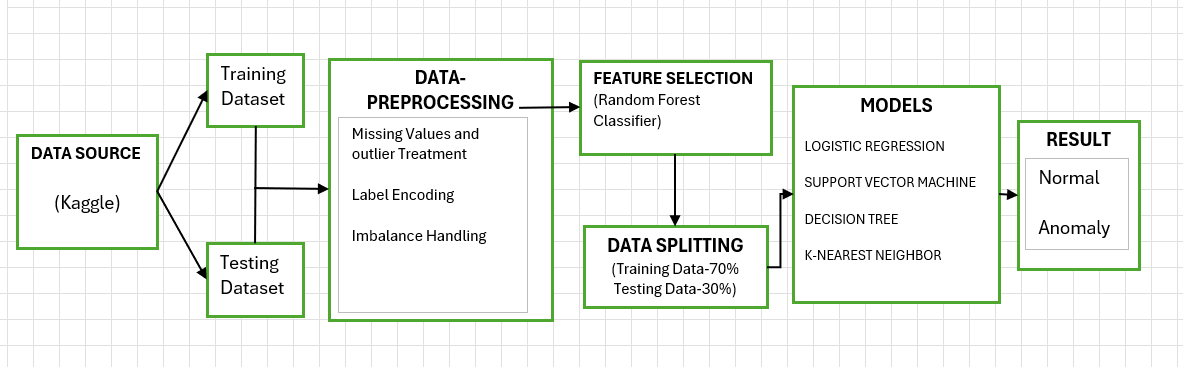 DATA SOURCE
(Kaggle)
Training
Dataset
Testing
Dataset
DATA-
PREPROCESSING
Missing Values and
outlier Treatment
Label Encoding
Imbalance Handling
FEATURE SELECTION
(Random Forest
Classifier)
DATA SPLITTING
(Training Data-70%
Testing Data-30%)
MODELS
LOGISTIC REGRESSION
SUPPORT VECTOR MACHINE
DECISION TREE
K-NEAREST NEIGHBOR
RESULT
Normal
Anomaly